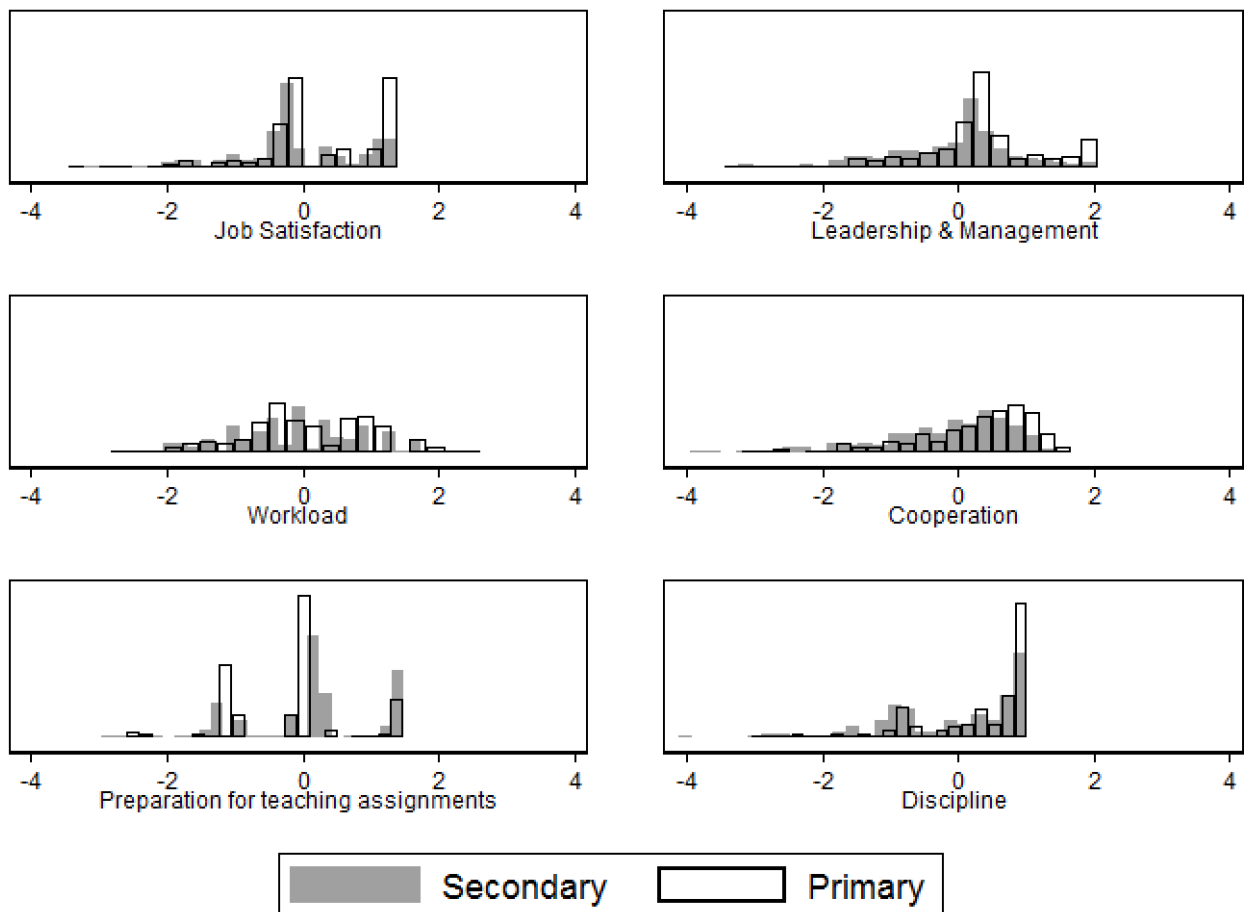 -4 -2 0 2 4
Job Satisfaction
-4 -2 0 2 4
Leadership & Management
-4 -2 0 2 4
Workload
-4 -2 0 2 4
Cooperation
-4 -2 0 2 4
Preparation for teaching assignments
-4 -2 0 2 4
Discipline
Secondary Primary